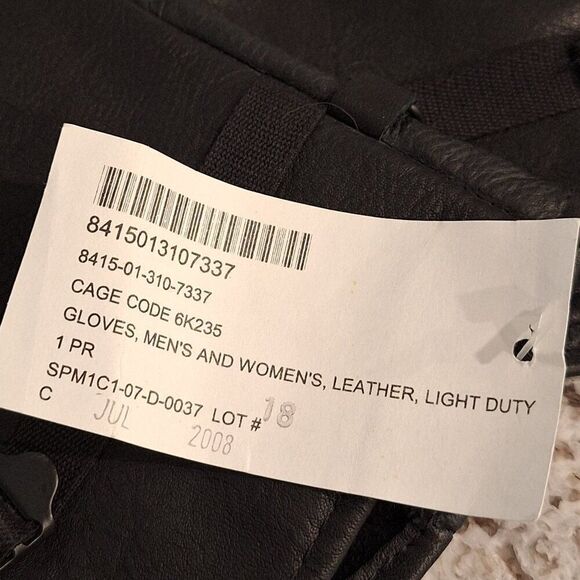 8415013107337
8415-01-310-7337
CAGE CODE 6K235
GLOVES, MEN'S AND WOMEN'S, LEATHER, LIGHT DUTY
1 PR
SPM1C1-07-D-0037 LOT # 18
C JUL 2008